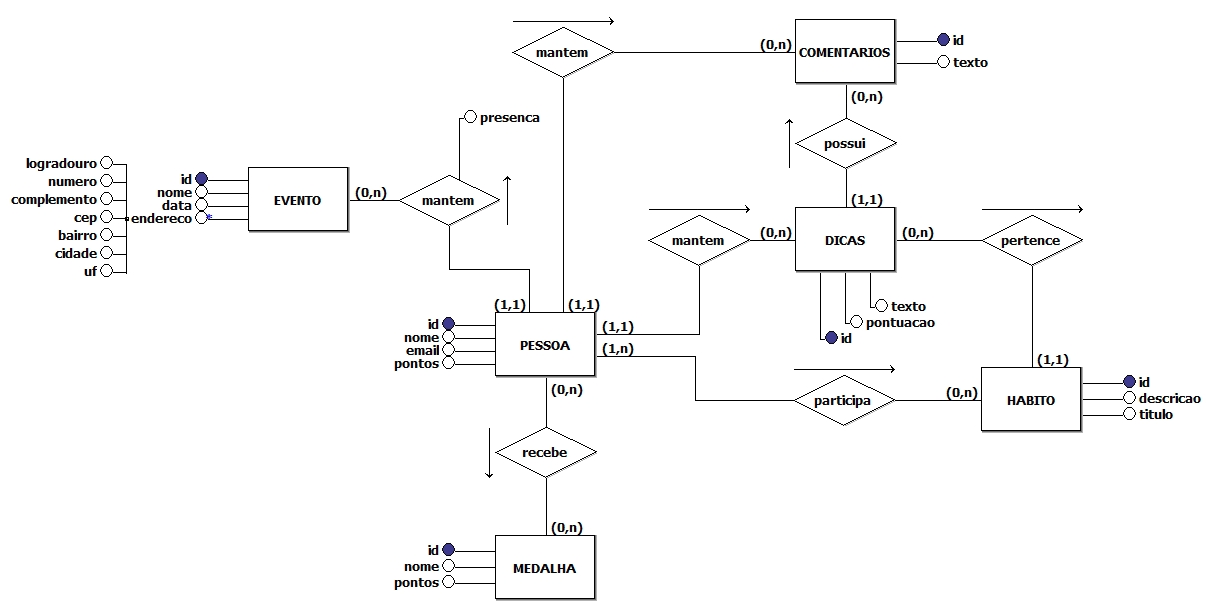 mantem
(0,n)
COMENTARIOS
id
texto
(0,n)
possui
(1,1)
presenca
logradouro
numero
complemento
cep
bairro
cidade
uf
id
nome
data
endereco*
EVENTO
(0,n)
mantem
mantem
(0,n)
DICAS
(0,n)
pertence
texto
pontuacao
id
(1,1)
(1,1)
(1,1)
(1,n)
id
nome
email
pontos
PESSOA
(0,n)
participa
(0,n)
(1,1)
HABITO
id
descricao
titulo
recebe
(0,n)
id
nome
pontos
MEDALHA